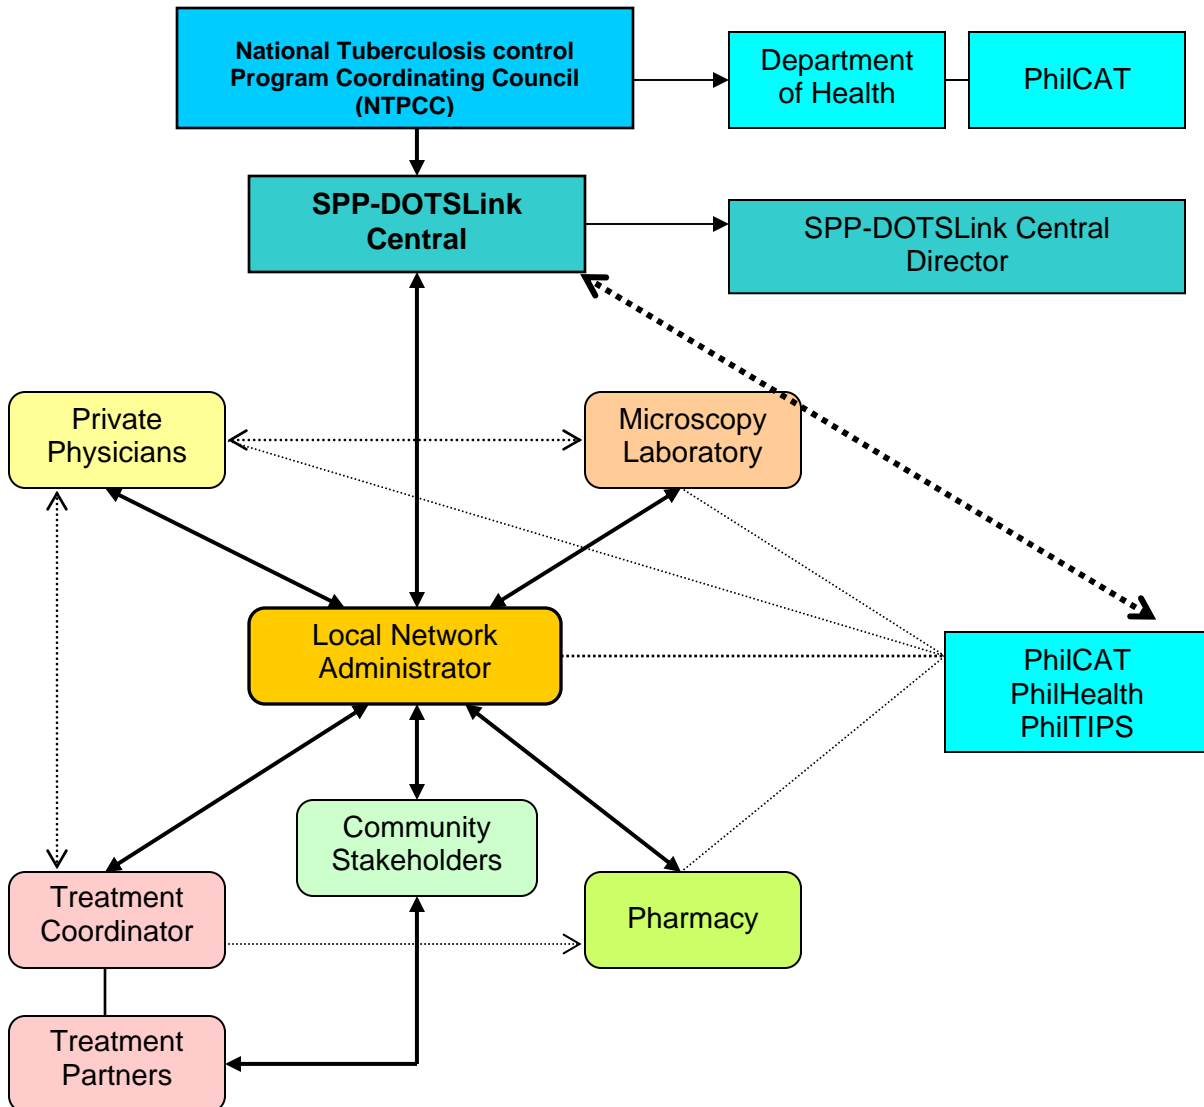 National Tuberculosis control
Program Coordinating Council
(NTPCC)
Department
of Health
PhilCAT
SPP-DOTSLink
Central
SPP-DOTSLink Central
Director
Private
Physicians
Microscopy
Laboratory
Local Network
Administrator
PhilCAT
PhilHealth
PhilTIPS
Community
Stakeholders
Treatment
Coordinator
Pharmacy
Treatment
Partners